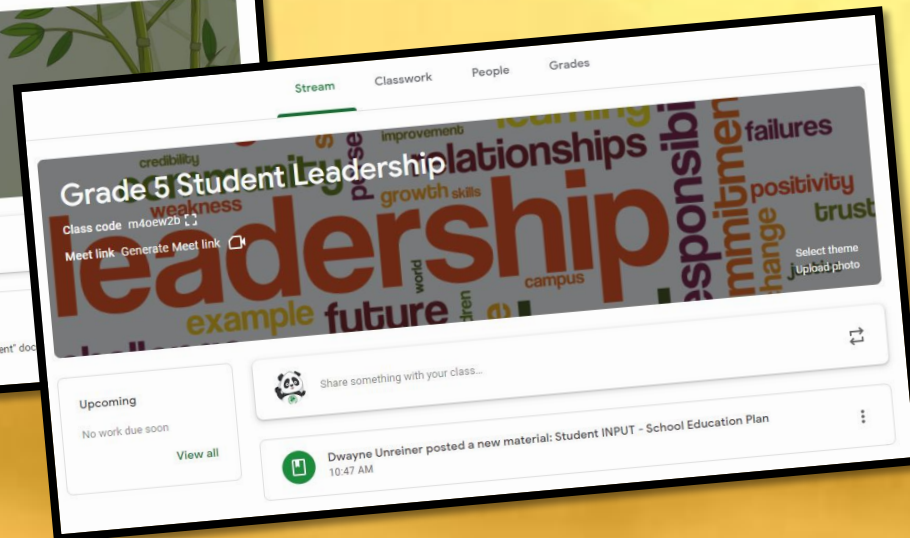 Stream Classwork People Grades
credibility
improvement
relationships
failures
Grade 5 Student Leadership
growth skills
positivity
weakness
trust
Class code m4oew2b
leadership
Meet link Generate Meet link
world
campus
Select theme
Upload photo
example future
Upcoming
No work due soon
View all
Share something with your class...
Dwayne Unreiner posted a new material: Student INPUT - School Education Plan
10:47 AM